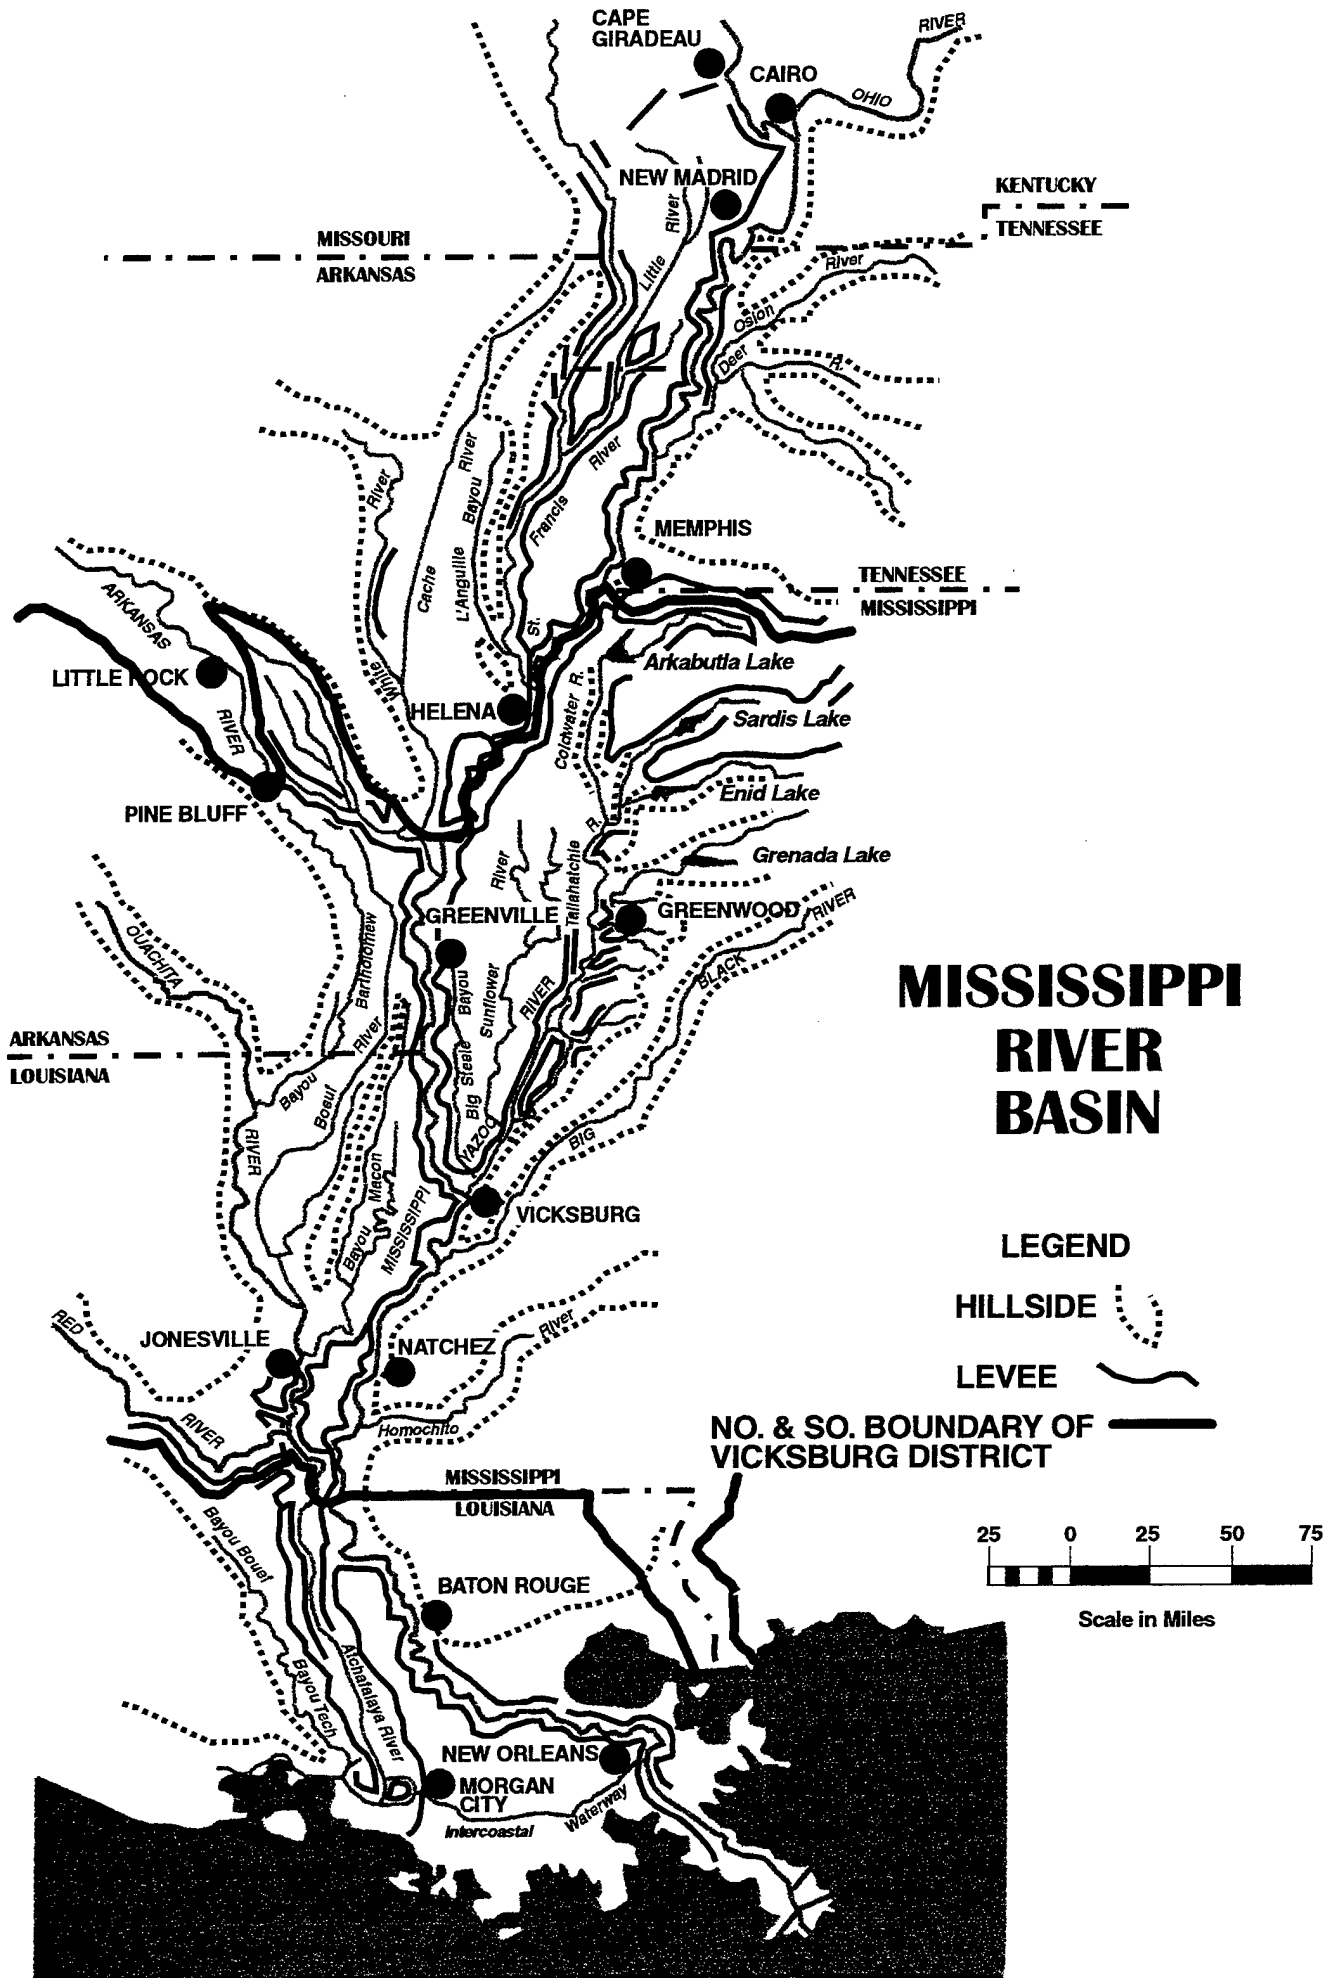 CAPE
GIRADEAU
RIVER
CAIRO
OHIO
NEW MADRID
KENTUCKY
TENNESSEE
River
MISSOURI
ARKANSAS
Little
River
Osion
Deer
R.
River
River
River
Bayou
Francis
MEMPHIS
Cache
L'Anguille
TENNESSEE
MISSISSIPPI
ARKANSAS
St.
Arkabutla Lake
LITTLE ROCK
White
HELENA
Coldwater R.
Sardis Lake
RIVER
PINE BLUFF
Enid Lake
R.
River
Tallahatchie
Grenada Lake
GREENVILLE
GREENWOOD
RIVER
OUACHITA
Bartholomew
BLACK
Bayou
Sunflower
RIVER
MISSISSIPPI
RIVER
BASIN
ARKANSAS
LOUISIANA
River
Steele
Big
Bayou
Boeuf
RIVER
YAZOO
BIG
Macon
Bayou
MISSISSIPPI
VICKSBURG
LEGEND
HILLSIDE
RED
JONESVILLE
NATCHEZ
River
LEVEE
RIVER
Homochito
NO. & SO. BOUNDARY OF
VICKSBURG DISTRICT
MISSISSIPPI
LOUISIANA
Bayou Bouef
25 0 25 50 75
Scale in Miles
BATON ROUGE
Bayou Tech
Atchafalaya River
NEW ORLEANS
MORGAN
CITY
Waterway
Intercoastal